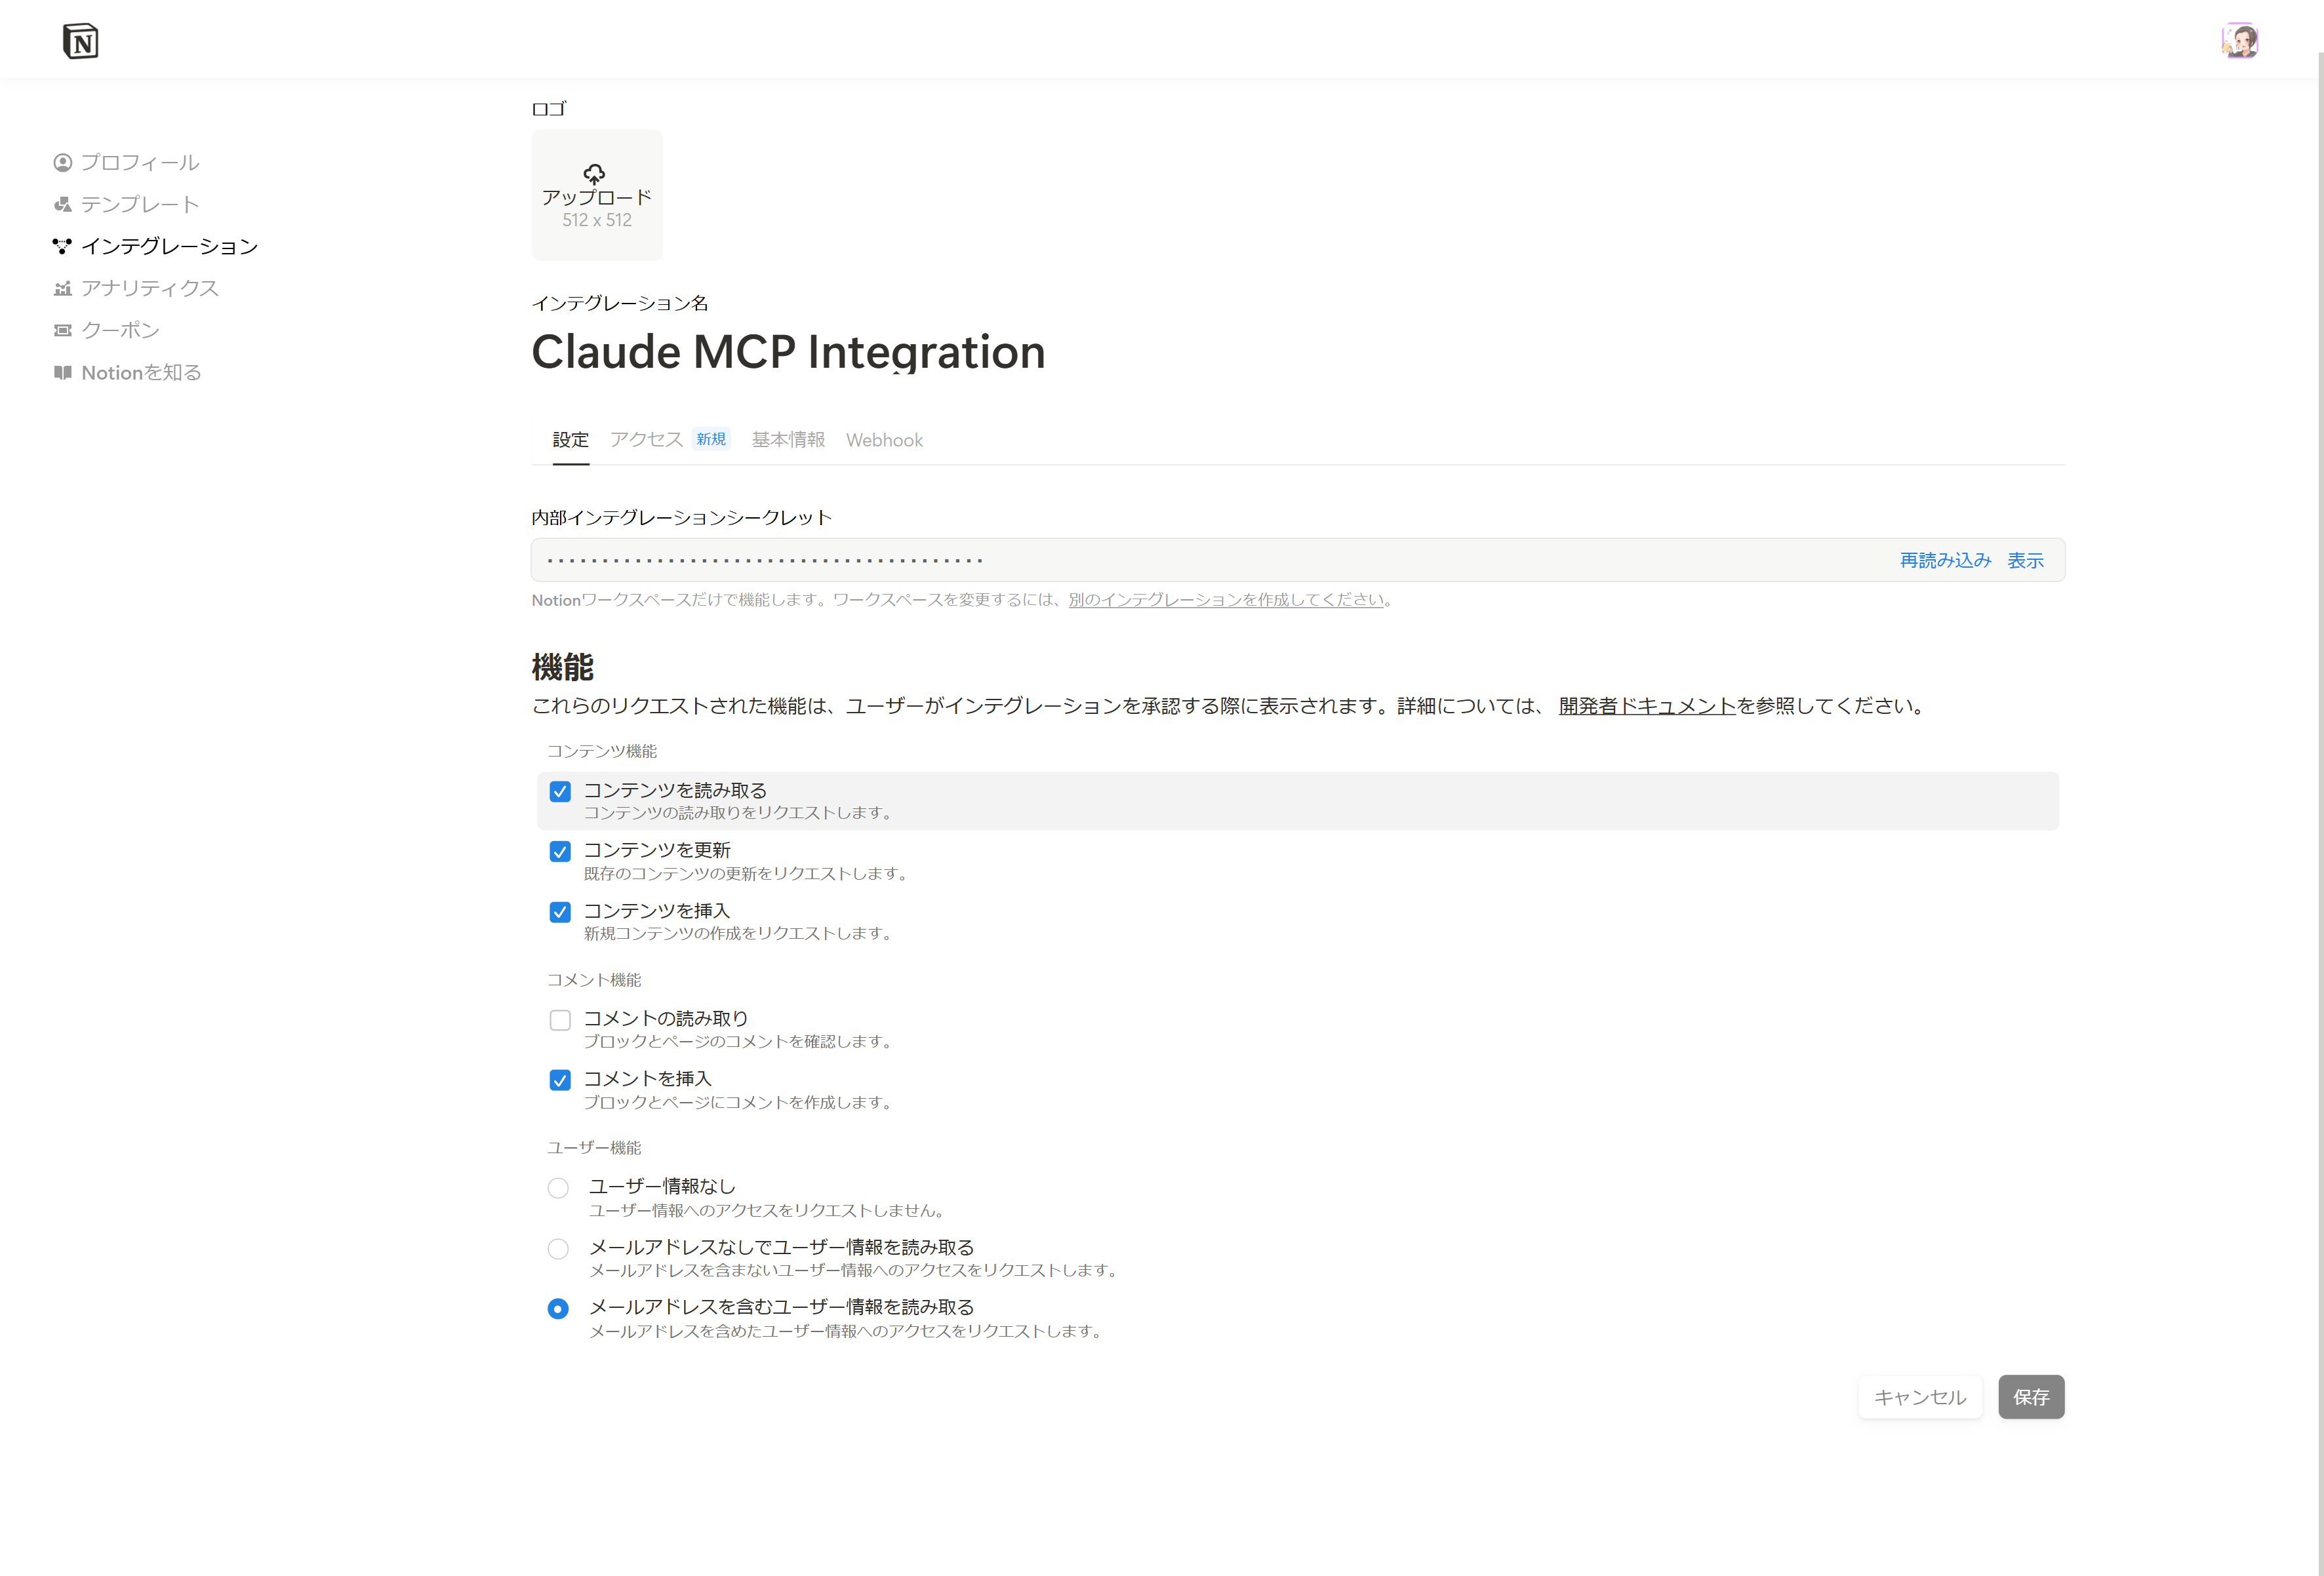 N
ロゴ
アップロード
512 x 512
プロフィール
テンプレート
インテグレーション
アナリティクス
クーポン
Notionを知る
インテグレーション名
Claude MCP Integration
設定 アクセス 新規 基本情報 Webhook
内部インテグレーションシークレット
再読み込み 表示
Notionワークスペースだけで機能します。ワークスペースを変更するには、別のインテグレーションを作成してください。
機能
これらのリクエストされた機能は、ユーザーがインテグレーションを承認する際に表示されます。詳細については、 開発者ドキュメントを参照してください。
コンテンツ機能
コンテンツを読み取る
コンテンツの読み取りをリクエストします。
コンテンツを更新
既存のコンテンツの更新をリクエストします。
コンテンツを挿入
新規コンテンツの作成をリクエストします。
コメント機能
コメントの読み取り
ブロックとページのコメントを確認します。
コメントを挿入
ブロックとページにコメントを作成します。
ユーザー機能
ユーザー情報なし
ユーザー情報へのアクセスをリクエストしません。
メールアドレスなしでユーザー情報を読み取る
メールアドレスを含まないユーザー情報へのアクセスをリクエストします。
メールアドレスを含むユーザー情報を読み取る
メールアドレスを含めたユーザー情報へのアクセスをリクエストします。
キャンセル 保存